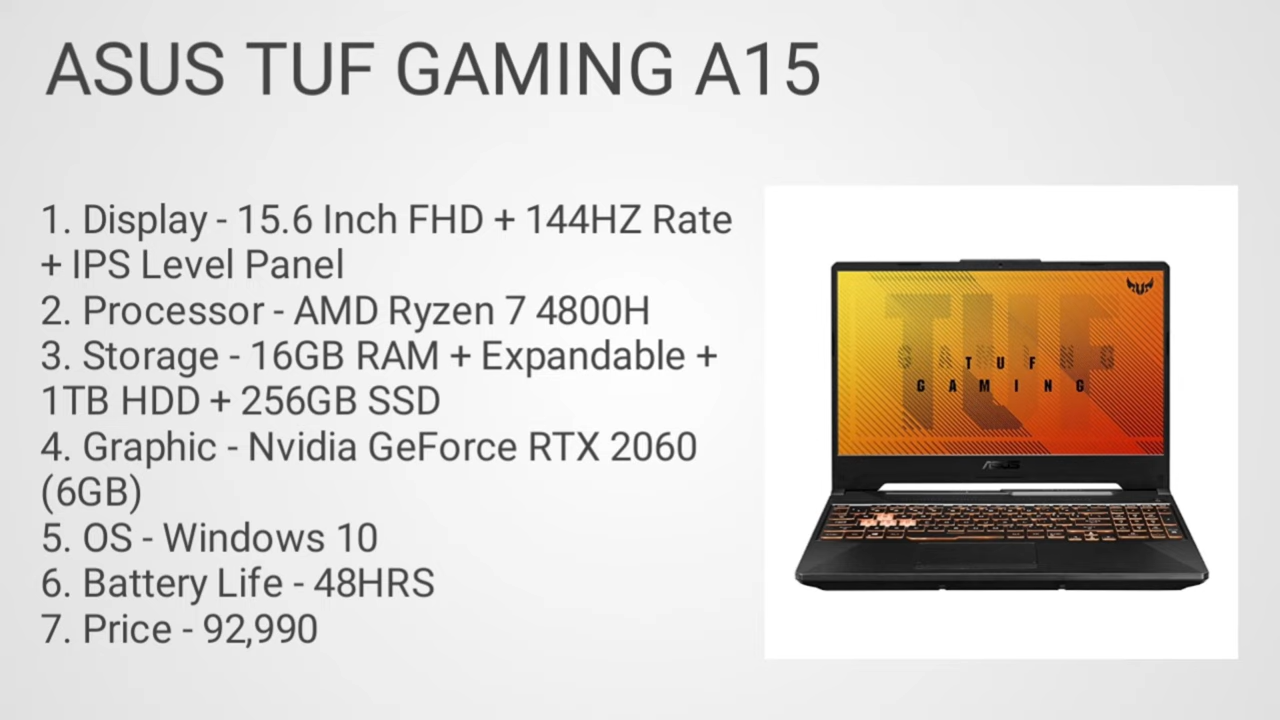 ASUS TUF GAMING A15
1. Display - 15.6 Inch FHD + 144HZ Rate
+ IPS Level Panel
2. Processor - AMD Ryzen 7 4800H
3. Storage - 16GB RAM + Expandable +
1TB HDD + 256GB SSD
4. Graphic - Nvidia GeForce RTX 2060
(6GB)
5. OS - Windows 10
6. Battery Life - 48HRS
7. Price - 92,990
TUF
TUF
GAMING
ASUS